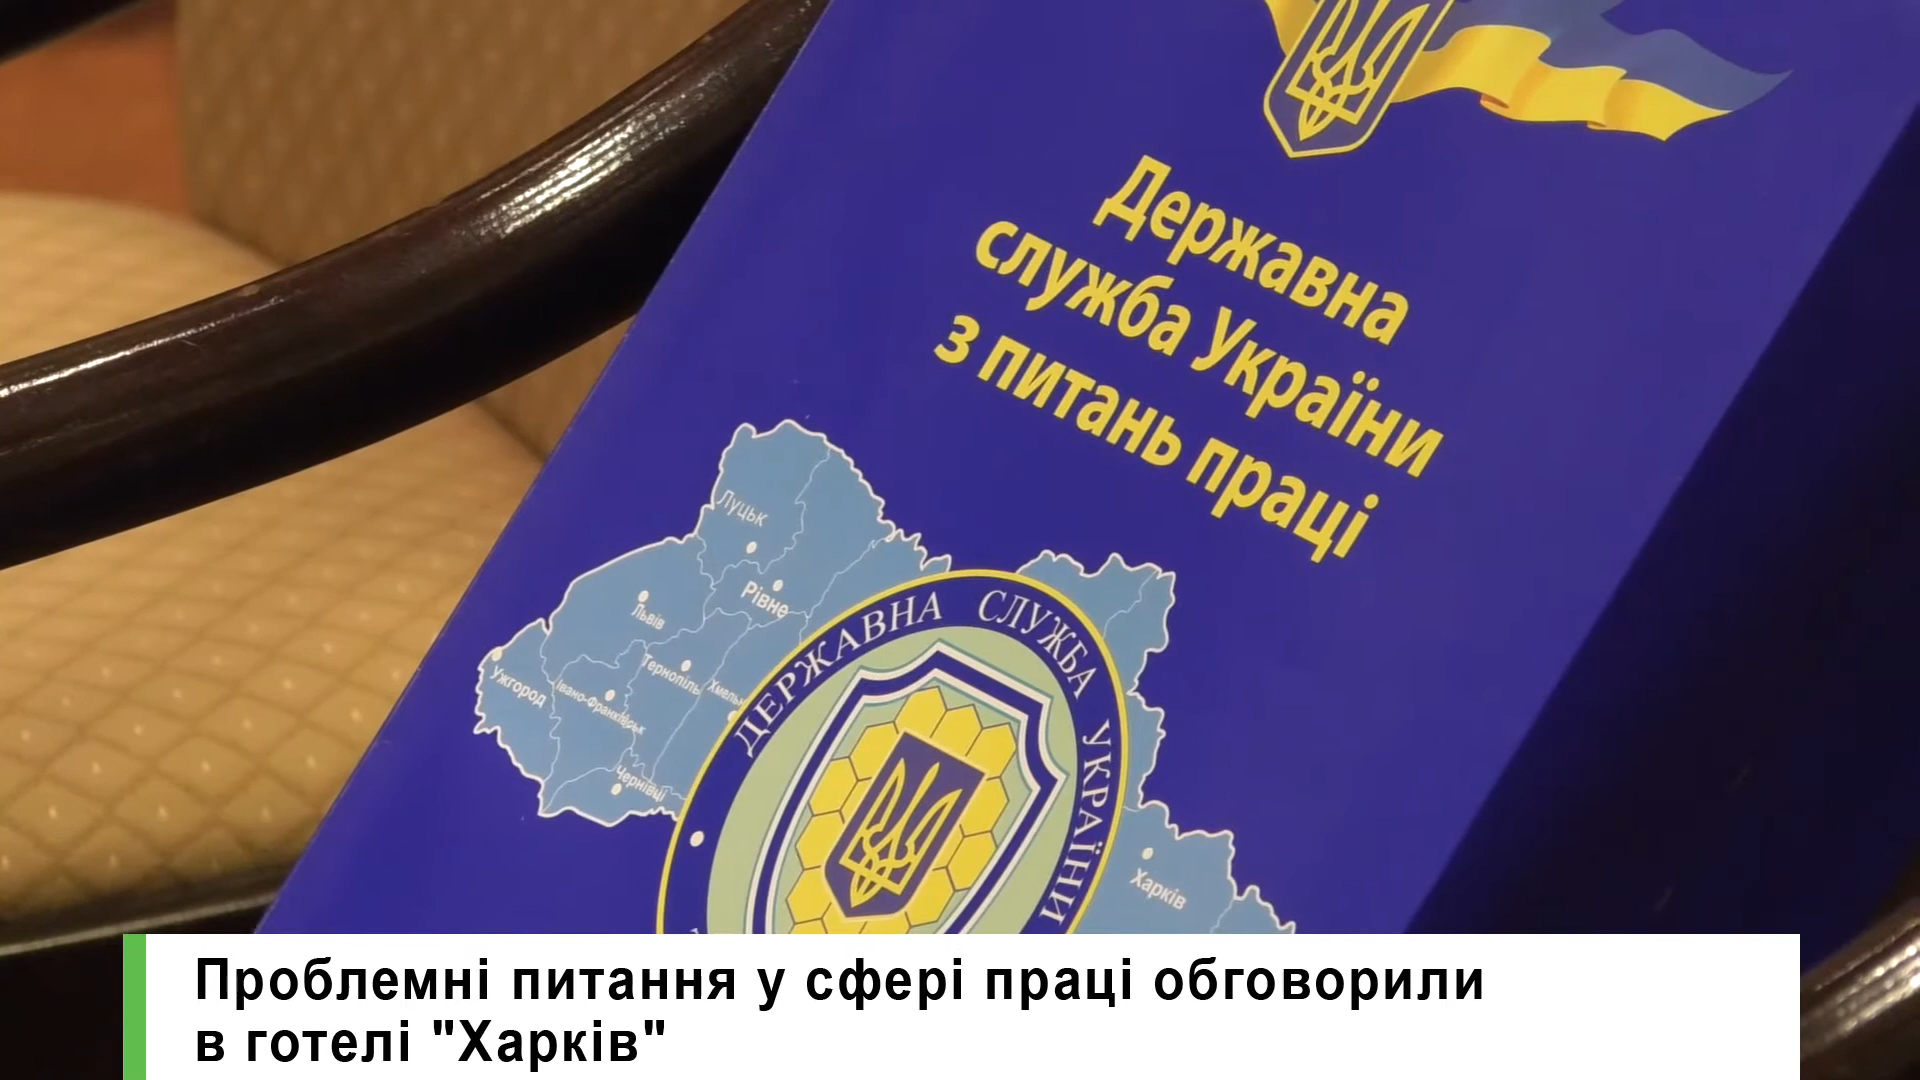 Державна
служба України
з питань праці
Луцьк
Рівне
Львів
Тернопіль
Ужгород
Івано-Франківськ
Чернівці
ДЕРЖАВНА СЛУЖБА УКРАЇНИ
Харків
Проблемні питання у сфері праці обговорили
в готелі "Харків"